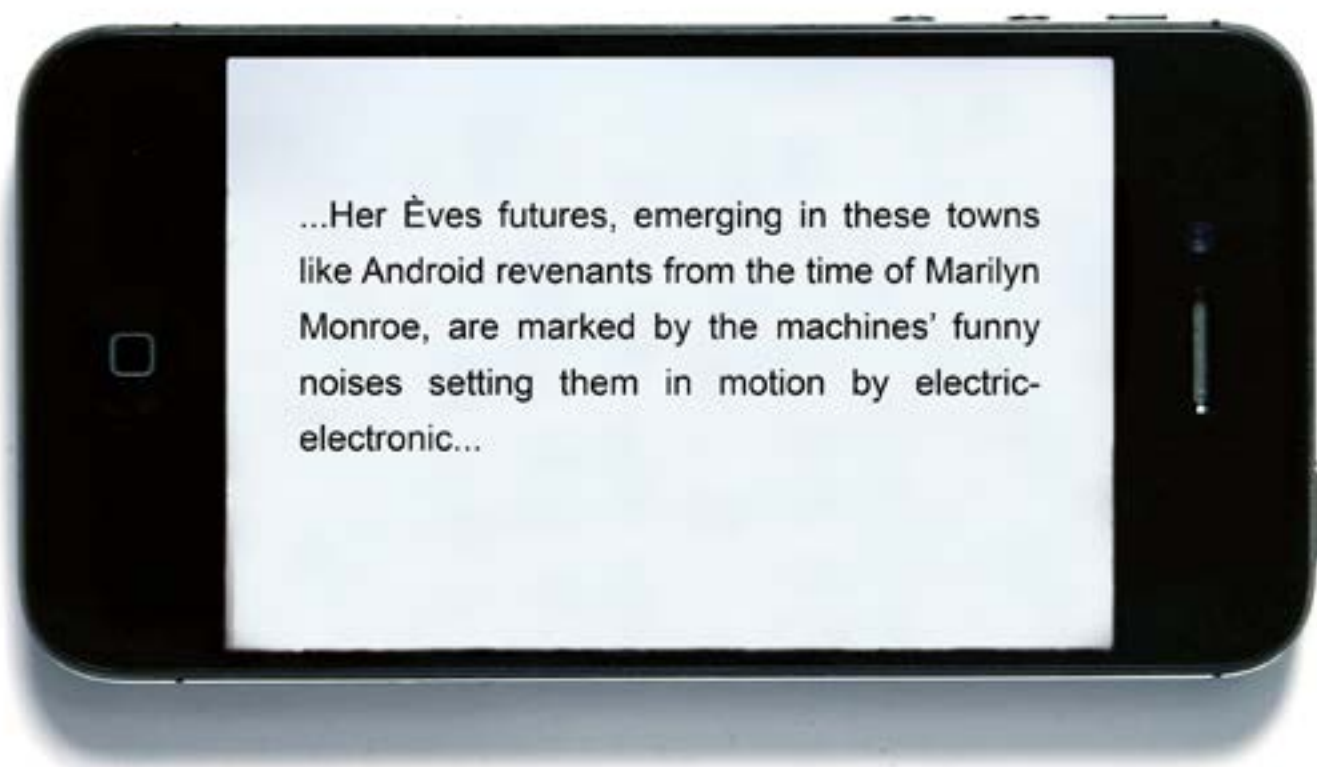 ...Her Èves futures, emerging in these towns
like Android revenants from the time of Marilyn
Monroe, are marked by the machines’ funny
noises setting them in motion by electric-
electronic...